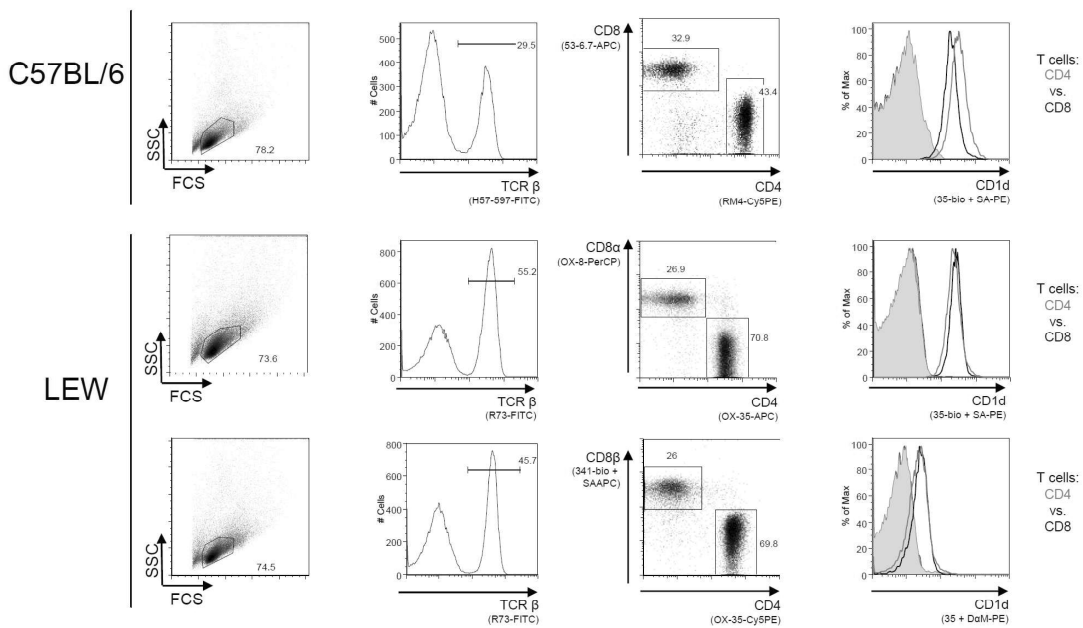 C57BL/6
SSC
FCS
78.2
# Cells
500
400
300
200
100
0
29.5
TCR β
(H57-597-FITC)
CD8
(53-6.7-APC)
32.9
43.4
CD4
(RM4-Cy5PE)
% of Max
100
80
60
40
20
0
CD1d
(35-bio + SA-PE)
T cells:
CD4
vs.
CD8
LEW
SSC
FCS
73.6
# Cells
800
600
400
200
0
55.2
TCR β
(R73-FITC)
CD8α
(OX-8-PerCP)
26.9
70.8
CD4
(OX-35-APC)
% of Max
100
80
60
40
20
0
CD1d
(35-bio + SA-PE)
T cells:
CD4
vs.
CD8
SSC
FCS
74.5
# Cells
800
600
400
200
0
45.7
TCR β
(R73-FITC)
CD8β
(341-bio +
SAAPC)
26
69.8
CD4
(OX-35-Cy5PE)
% of Max
100
80
60
40
20
0
CD1d
(35 + DαM-PE)
T cells:
CD4
vs.
CD8